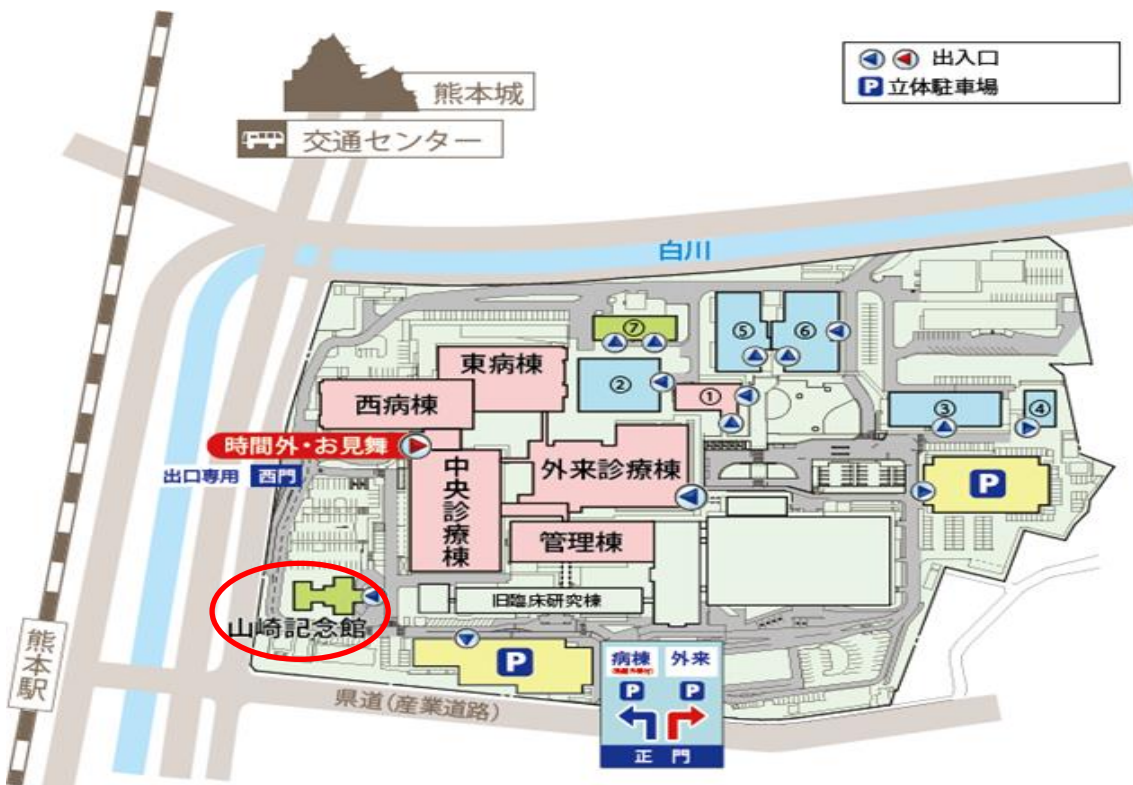 出入口
P 立体駐車場
熊本城
交通センター
白川
⑦
⑤
⑥
東病棟
②
①
西病棟
③
④
時間外・お見舞
外来診療棟
出口専用 西門
中央診療棟
P
管理棟
旧臨床研究棟
山崎記念館
P
病棟 外来
P P
正門
熊本駅
県道(産業道路)